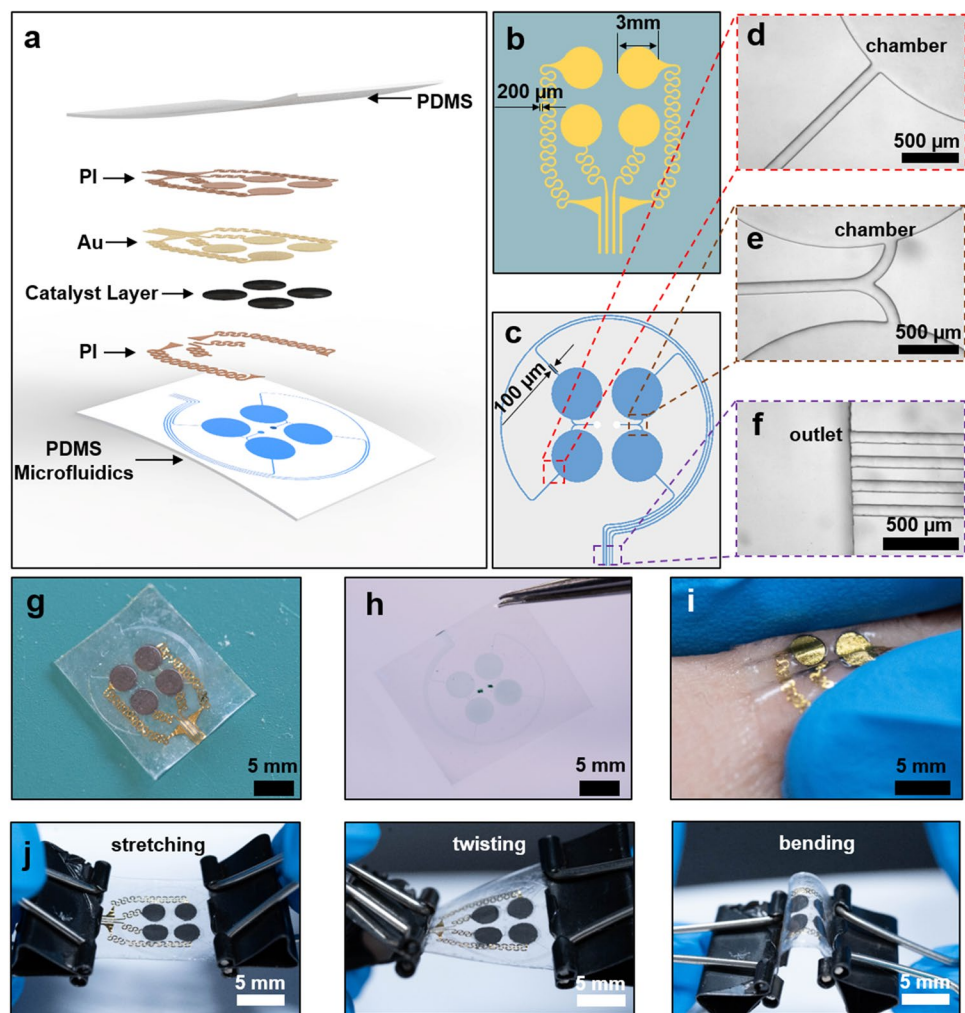 a
PDMS
PI
Au
Catalyst Layer
PI
PDMS
Microfluidics
b
3mm
200 μm
c
100 μm
d
chamber
500 μm
e
chamber
500 μm
f
outlet
500 μm
g
5 mm
h
5 mm
i
5 mm
j
stretching
5 mm
twisting
5 mm
bending
5 mm